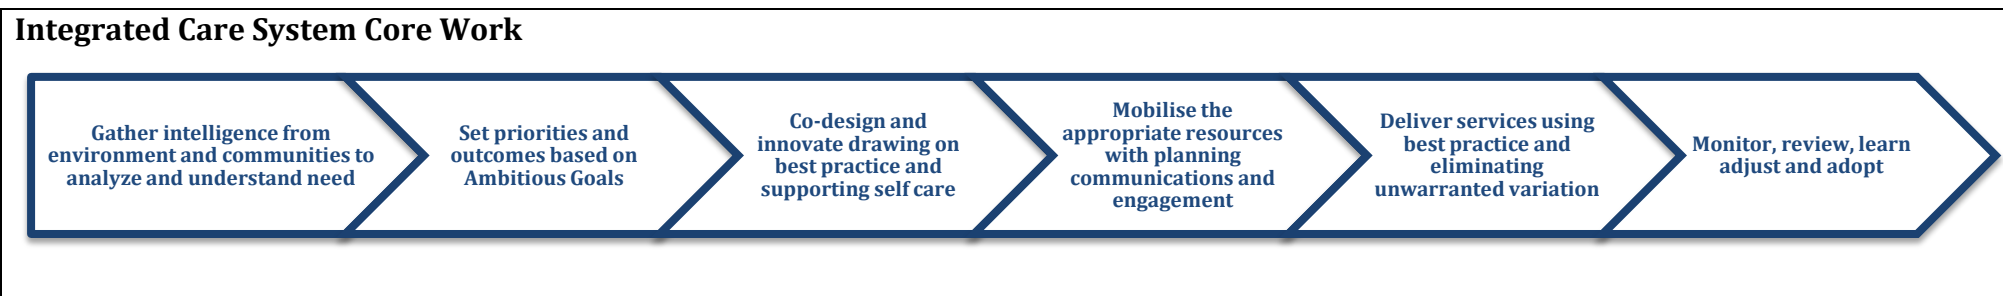 Integrated Care System Core Work
Gather intelligence from
environment and communities to
analyze and understand need
Set priorities and
outcomes based on
Ambitious Goals
Co-design and
innovate drawing on
best practice and
supporting self care
Mobilise the
appropriate resources
with planning
communications and
engagement
Deliver services using
best practice and
eliminating
unwarranted variation
Monitor, review, learn
adjust and adopt